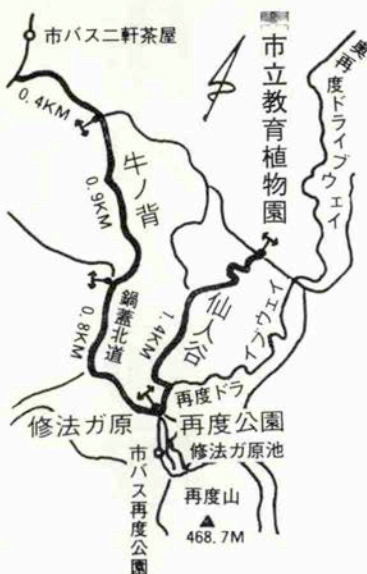 市バス二軒茶屋
市立教育植物園
奥再度ドライブウェイ
0.4KM
牛ノ背
0.9KM
鍋蓋北道
0.8KM
仙人谷
1.4KM
再度ドライブウェイ
修法ガ原
再度公園
修法ガ原池
市バス再度公園
再度山
468.7M